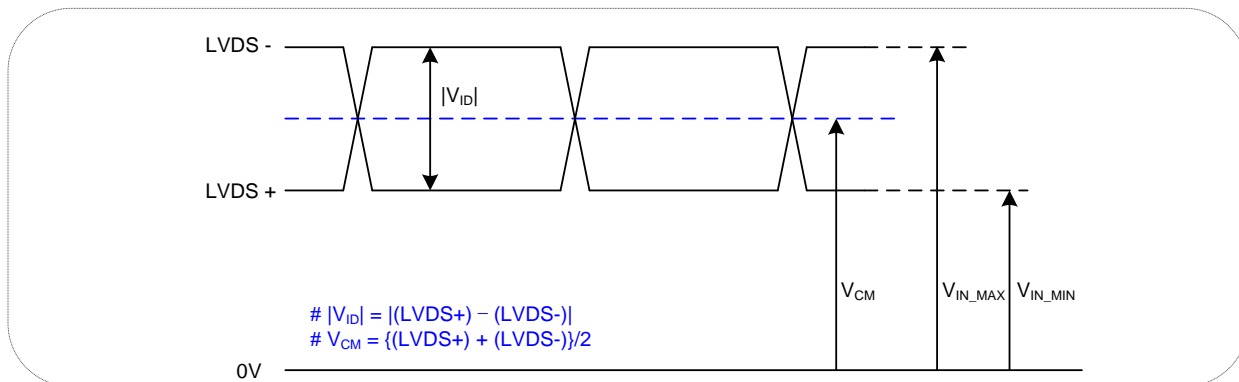 LVDS -
|V_ID|
LVDS +
V_CM
V_IN_MAX
V_IN_MIN
# |V_ID| = |(LVDS+) – (LVDS-)|
# V_CM = {(LVDS+) + (LVDS-)}/2
0V